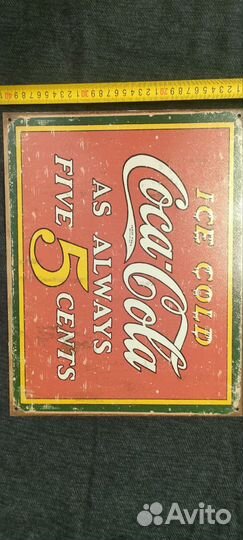 ICE COLD
Coca-Cola
AS ALWAYS
FIVE 5 CENTS
Avito